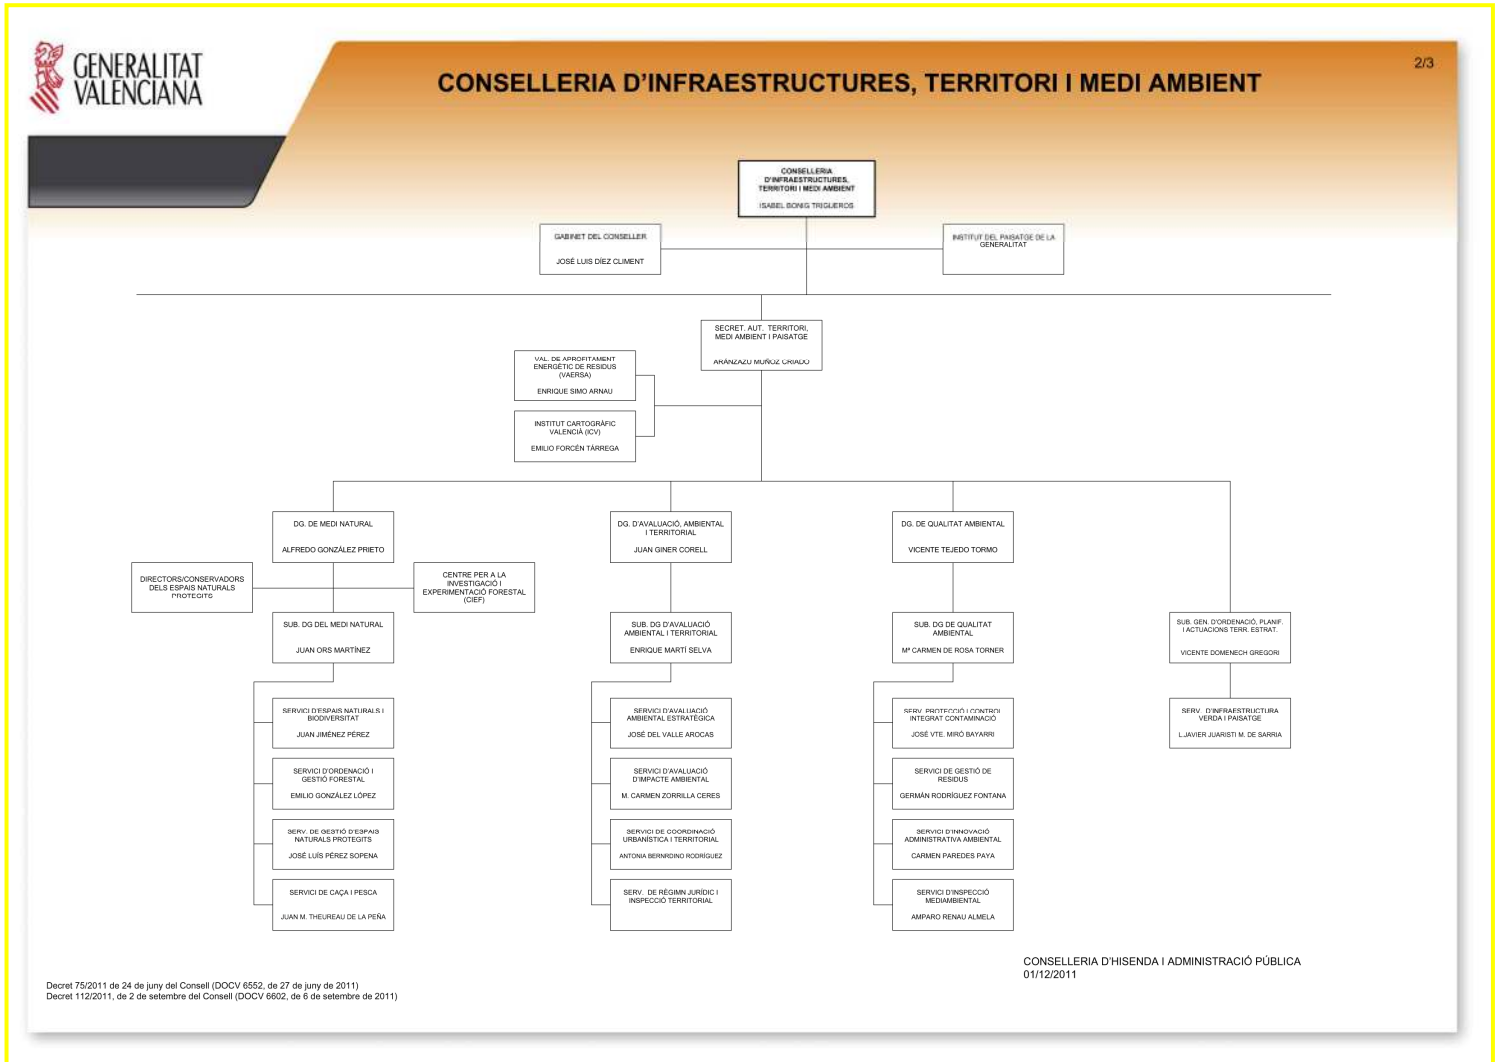 GENERALITAT
VALENCIANA
CONSELLERIA D'INFRAESTRUCTURES, TERRITORI I MEDI AMBIENT
2/3
CONSELLERIA
D'INFRAESTRUCTURES,
TERRITORI I MEDI AMBIENT
ISABEL BONIG TRIGUEROS
GABINET DEL CONSELLER
JOSÉ LUIS DÍEZ CLIMENT
INSTITUT DEL PAISATGE DE LA
GENERALITAT
SECRET. AUT. TERRITORI,
MEDI AMBIENT I PAISATGE
ARÁNZAZU MUÑOZ CRIADO
VAL. DE APROFITAMENT
ENERGÈTIC DE RESIDUS
(VAERSA)
ENRIQUE SIMO ARNAU
INSTITUT CARTOGRÀFIC
VALENCIÀ (ICV)
EMILIO FORCÉN TÁRREGA
DG. DE MEDI NATURAL
ALFREDO GONZÁLEZ PRIETO
DG. D'AVALUACIÓ, AMBIENTAL
I TERRITORIAL
JUAN GINER CORELL
DG. DE QUALITAT AMBIENTAL
VICENTE TEJEDO TORMO
DIRECTORS/CONSERVADORS
DELS ESPAIS NATURALS
PROTEGITS
CENTRE PER A LA
INVESTIGACIÓ I
EXPERIMENTACIÓ FORESTAL
(CIEF)
SUB. DG DEL MEDI NATURAL
JUAN ORS MARTÍNEZ
SUB. DG D'AVALUACIÓ
AMBIENTAL I TERRITORIAL
ENRIQUE MARTÍ SELVA
SUB. DG DE QUALITAT
AMBIENTAL
Mª CARMEN DE ROSA TORNER
SUB. GEN. D'ORDENACIÓ, PLANIF.
I ACTUACIONS TERR. ESTRAT.
VICENTE DOMENECH GREGORI
SERVICI D'ESPAIS NATURALS I
BIODIVERSITAT
JUAN JIMÉNEZ PÉREZ
SERVICI D'AVALUACIÓ
AMBIENTAL ESTRATÈGICA
JOSÉ DEL VALLE AROCAS
SERV. PROTECCIÓ I CONTROL
INTEGRAT CONTAMINACIÓ
JOSÉ VTE. MIRÓ BAYARRI
SERV. D'INFRAESTRUCTURA
VERDA I PAISATGE
L.JAVIER JUARISTI M. DE SARRIA
SERVICI D'ORDENACIÓ I
GESTIÓ FORESTAL
EMILIO GONZÁLEZ LÓPEZ
SERVICI D'AVALUACIÓ
D'IMPACTE AMBIENTAL
M. CARMEN ZORRILLA CERES
SERVICI DE GESTIÓ DE
RESIDUS
GERMÁN RODRÍGUEZ FONTANA
SERV. DE GESTIÓ D'ESPAIS
NATURALS PROTEGITS
JOSÉ LUÍS PÉREZ SOPENA
SERVICI DE COORDINACIÓ
URBANÍSTICA I TERRITORIAL
ANTONIA BERNRDINO RODRÍGUEZ
SERVICI D'INNOVACIÓ
ADMINISTRATIVA AMBIENTAL
CARMEN PAREDES PAYA
SERVICI DE CAÇA I PESCA
JUAN M. THEUREAU DE LA PEÑA
SERV. DE RÈGIMN JURÍDIC I
INSPECCIÓ TERRITORIAL
SERVICI D'INSPECCIÓ
MEDIAMBIENTAL
AMPARO RENAU ALMELA
CONSELLERIA D'HISENDA I ADMINISTRACIÓ PÚBLICA
01/12/2011
Decret 75/2011 de 24 de juny del Consell (DOCV 6552, de 27 de juny de 2011)
Decret 112/2011, de 2 de setembre del Consell (DOCV 6602, de 6 de setembre de 2011)